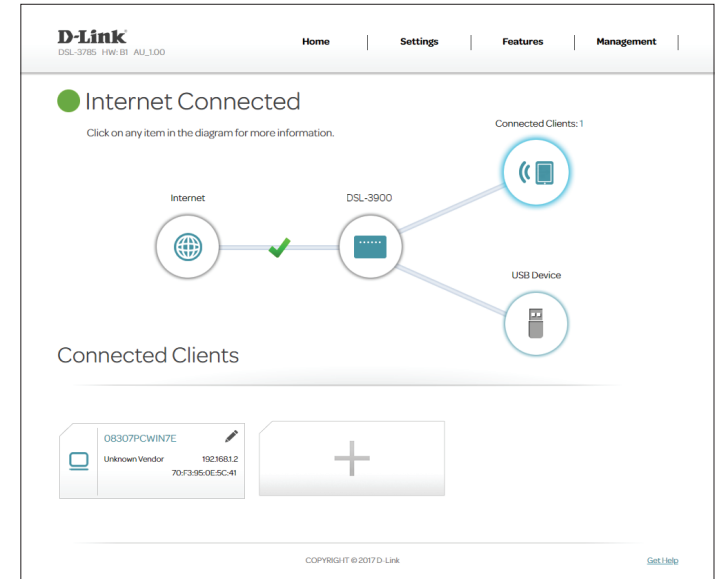 D-Link
DSL-3785 HW: B1 AU_1.00
Home
Settings
Features
Management
Internet Connected
Click on any item in the diagram for more information.
Connected Clients: 1
Internet
DSL-3900
USB Device
Connected Clients
08307PCWIN7E
Unknown Vendor 192.168.1.2
70:F3:95:0E:5C:41
COPYRIGHT © 2017 D-Link
Get Help